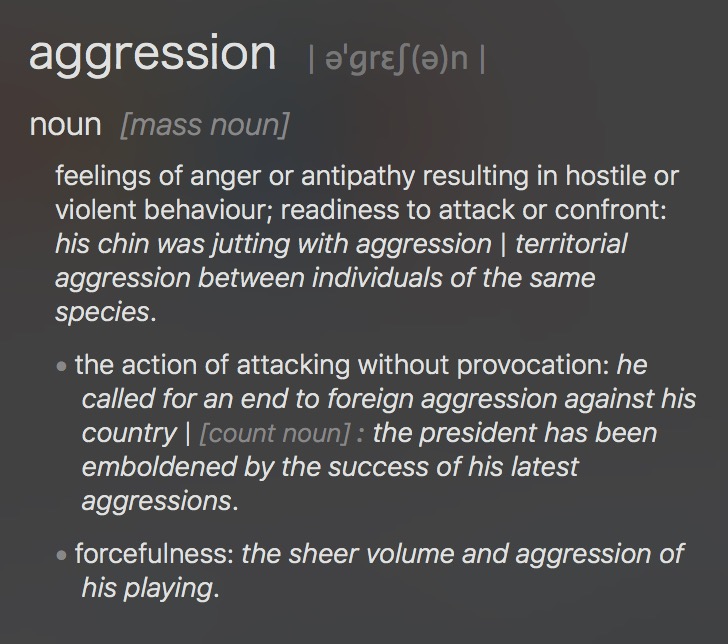 aggression | əˈɡrɛʃ(ə)n |
noun [mass noun]
feelings of anger or antipathy resulting in hostile or
violent behaviour; readiness to attack or confront:
his chin was jutting with aggression | territorial
aggression between individuals of the same
species.
• the action of attacking without provocation: he
called for an end to foreign aggression against his
country | [count noun] : the president has been
emboldened by the success of his latest
aggressions.
• forcefulness: the sheer volume and aggression of
his playing.